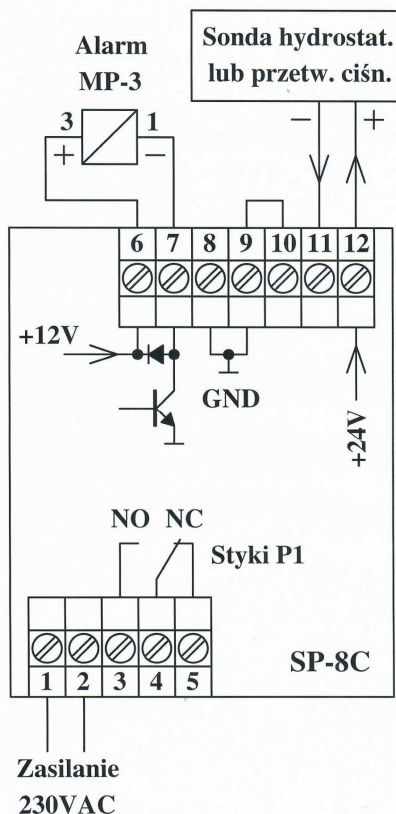 Alarm
MP-3
Sonda hydrostat.
lub przetw. ciśn.
3 1
+ −
− +
6 7 8 9 10 11 12
+12V
GND
+24V
NO NC
Styki P1
SP-8C
1 2 3 4 5
Zasilanie
230VAC